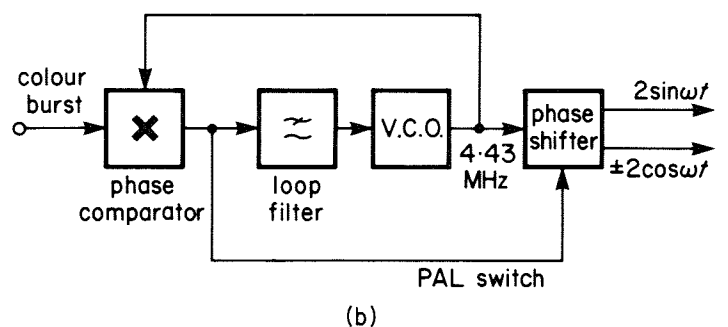 colour
burst
phase
comparator
loop
filter
V.C.O.
4·43
MHz
phase
shifter
2sinωt
±2cosωt
PAL switch
(b)